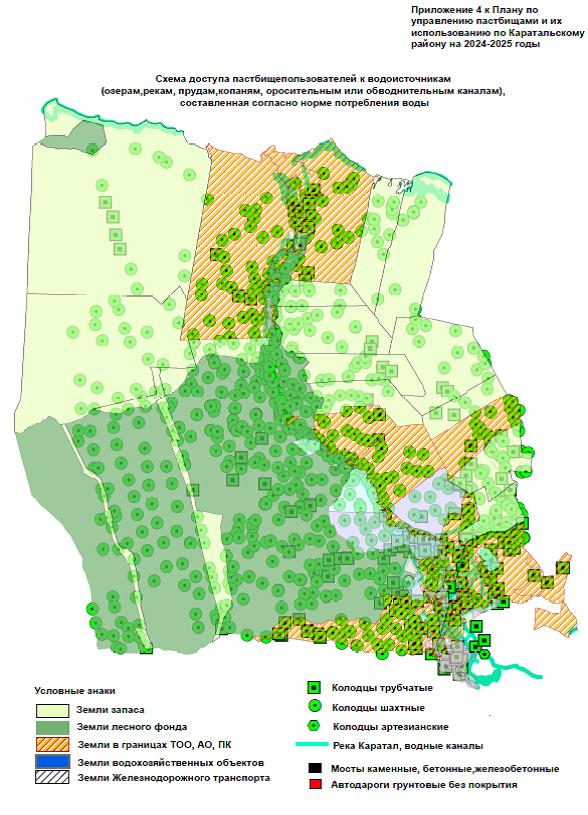 Приложение 4 к Плану по
управлению пастбищами и их
использованию по Каратальскому
району на 2024-2025 годы
Схема доступа пастбищепользователей к водоисточникам
(озерам,рекам, прудам,копаням, оросительным или обводнительным каналам),
составленная согласно норме потребления воды
Условные знаки
Земли запаса
Земли лесного фонда
Земли в границах ТОО, АО, ПК
Земли водохозяйственных объектов
Земли Железнодорожного транспорта
Колодцы трубчатые
Колодцы шахтные
Колодцы артезианские
Река Каратал, водные каналы
Мосты каменные, бетонные,железобетонные
Автодороги грунтовые без покрытия